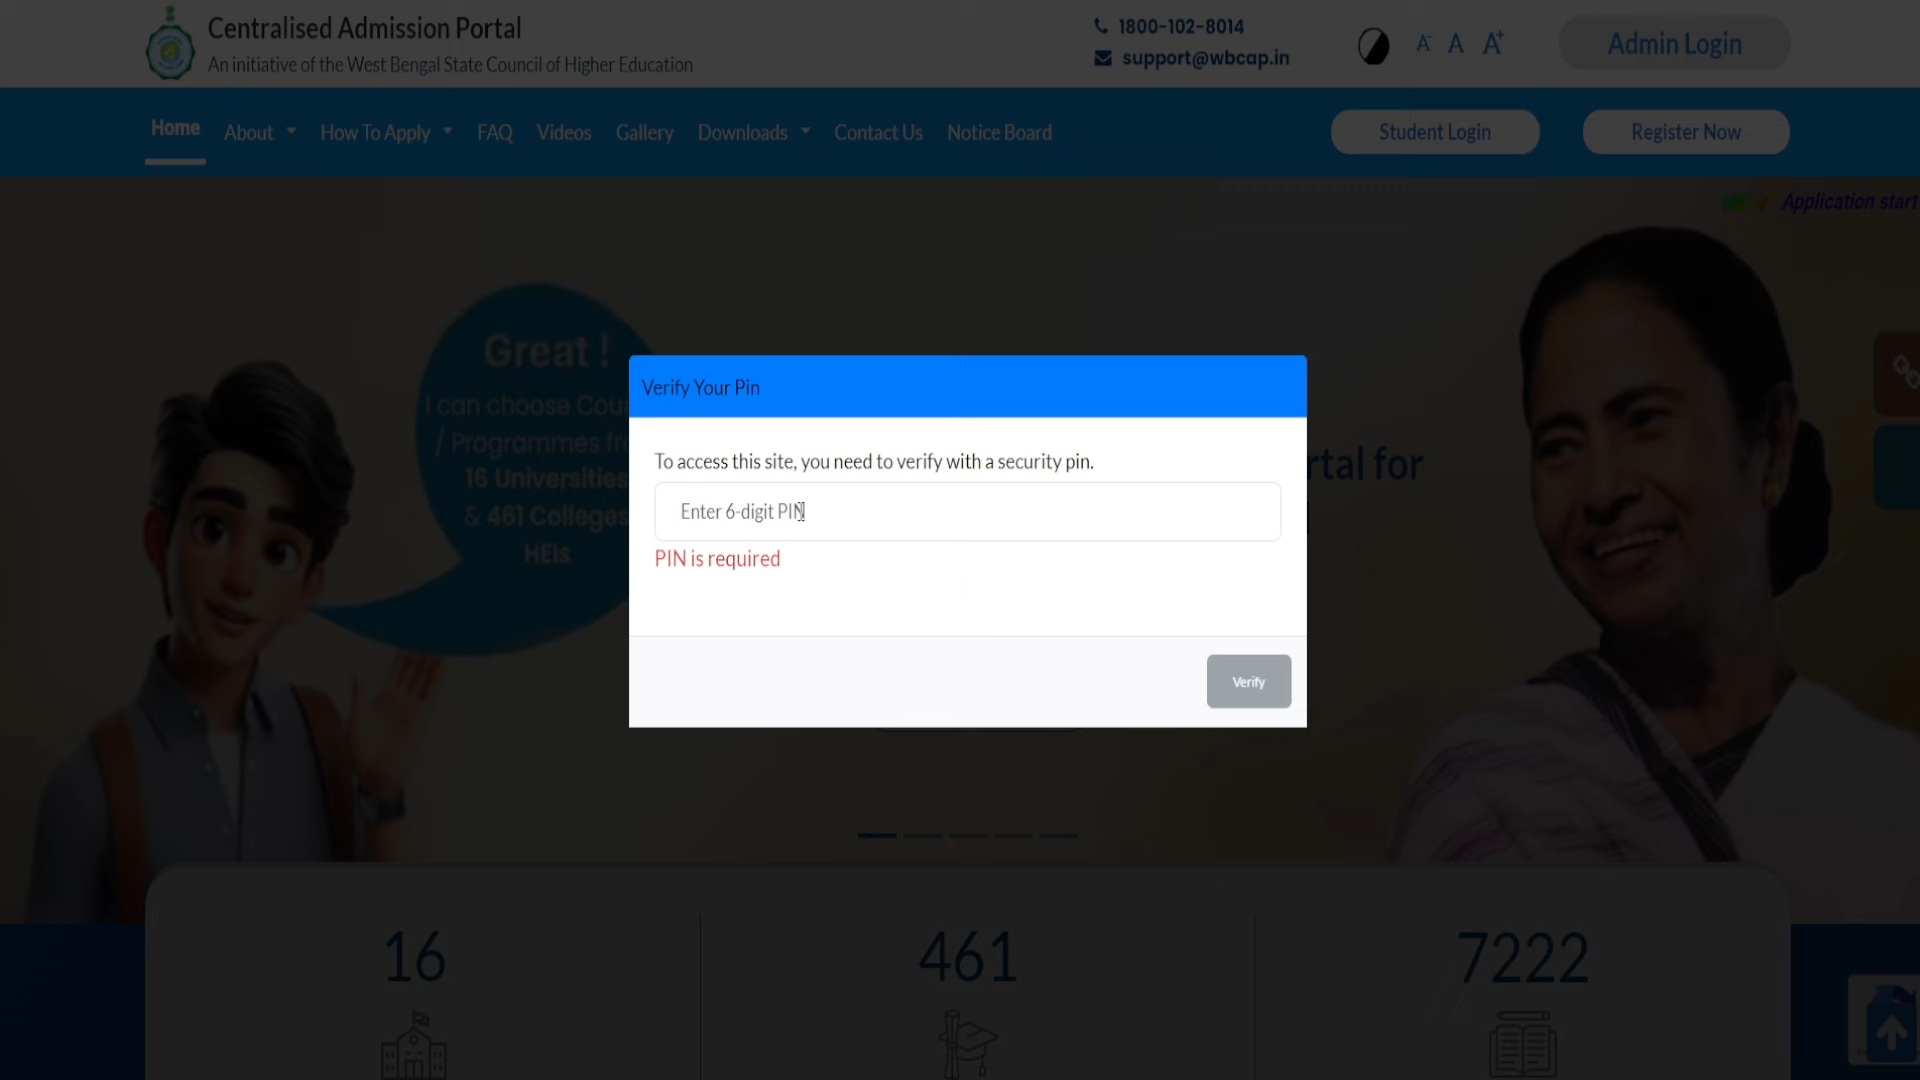 Centralised Admission Portal
An initiative of the West Bengal State Council of Higher Education
1800-102-8014
support@wbcap.in
A- A A+
Admin Login
Home About How To Apply FAQ Videos Gallery Downloads Contact Us Notice Board
Student Login
Register Now
Application start
Great !
I can choose Cou
/ Programmes fr
16 Universities
& 461 Colleges
HEIs
rtal for
Verify Your Pin
To access this site, you need to verify with a security pin.
Enter 6-digit PIN
PIN is required
Verify
16
461
7222